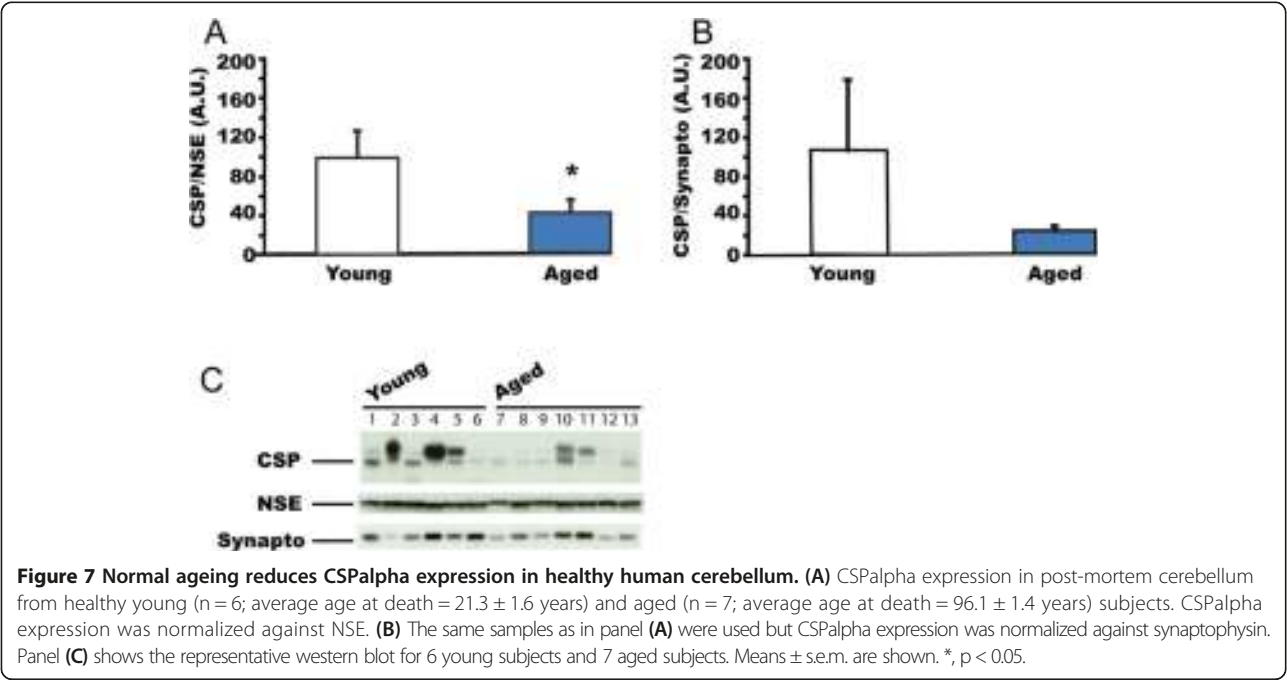 A
200
160
120
80
40
0
CSP/NSE (A.U.)
*
Young Aged
B
200
160
120
80
40
0
CSP/Synapto (A.U.)
Young Aged
C
Young Aged
1 2 3 4 5 6 7 8 9 10 11 12 13
CSP
NSE
Synapto
Figure 7 Normal ageing reduces CSPalpha expression in healthy human cerebellum. (A) CSPalpha expression in post-mortem cerebellum
from healthy young (n = 6; average age at death = 21.3 ± 1.6 years) and aged (n = 7; average age at death = 96.1 ± 1.4 years) subjects. CSPalpha
expression was normalized against NSE. (B) The same samples as in panel (A) were used but CSPalpha expression was normalized against synaptophysin.
Panel (C) shows the representative western blot for 6 young subjects and 7 aged subjects. Means ± s.e.m. are shown. *, p < 0.05.